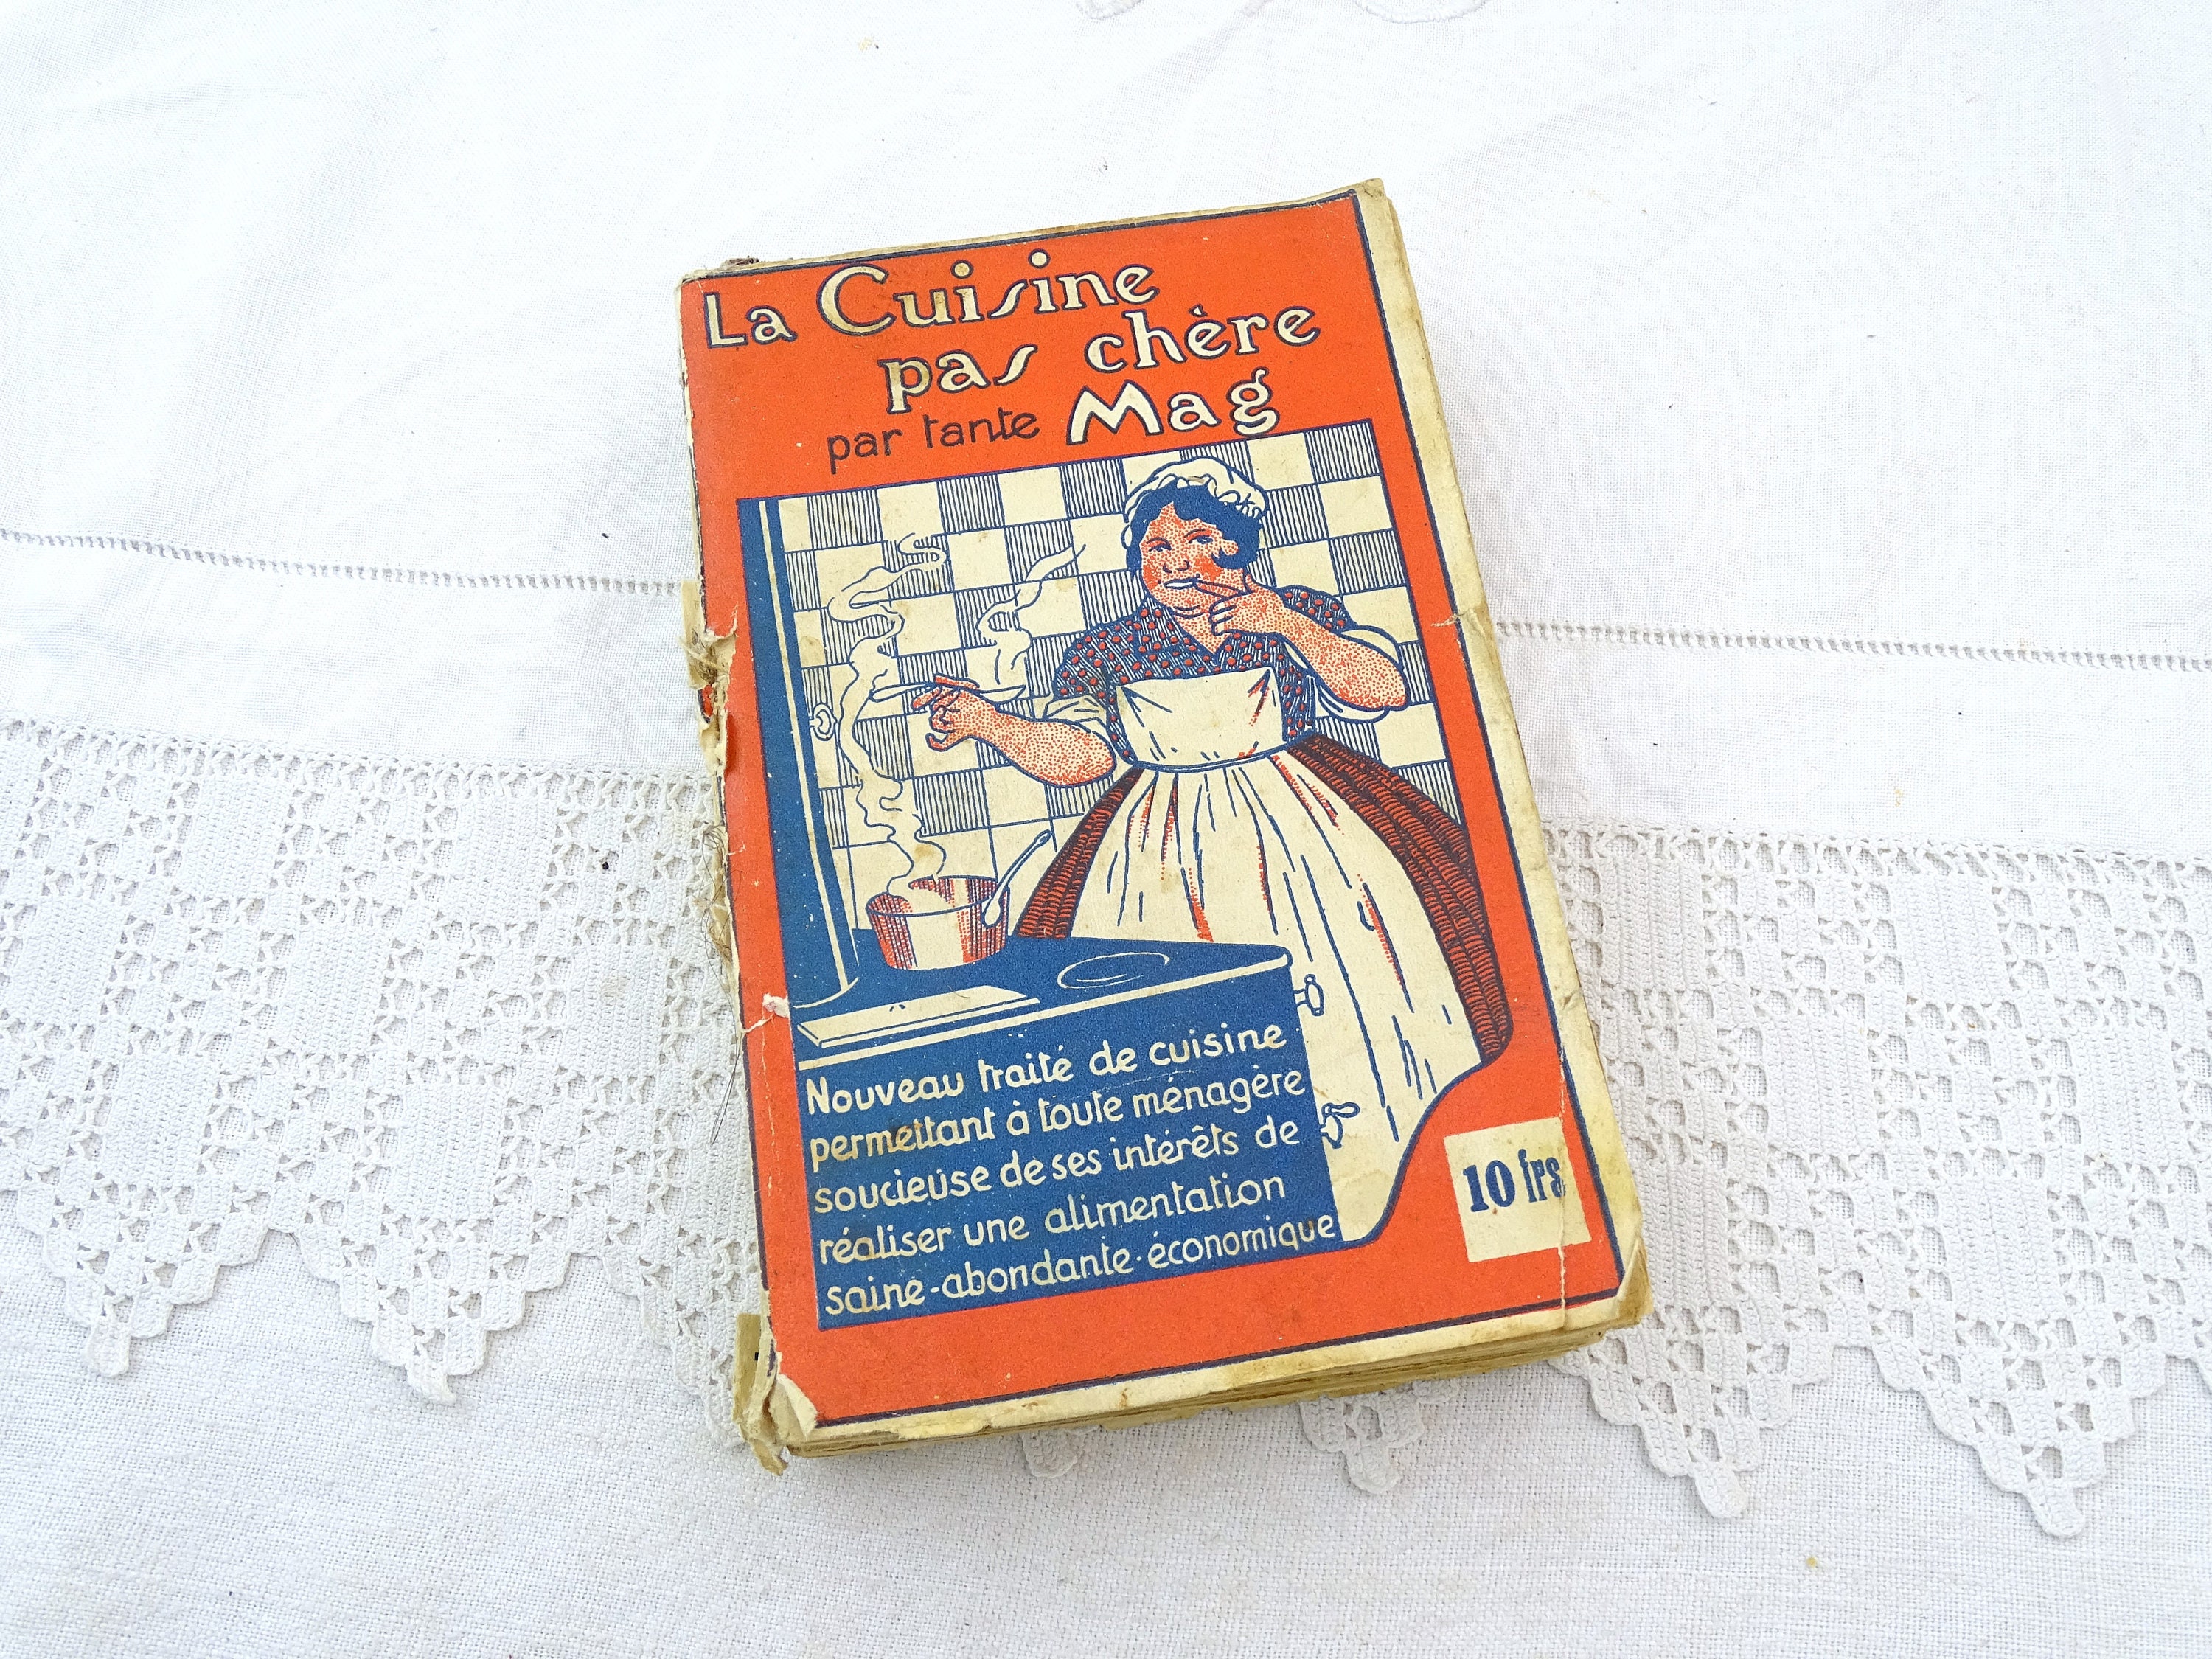 La Cuisine
pas chère
par tante Mag
Nouveau traité de cuisine
permettant à toute ménagère
soucieuse de ses intérêts de
réaliser une alimentation
saine-abondante-économique
10 frs